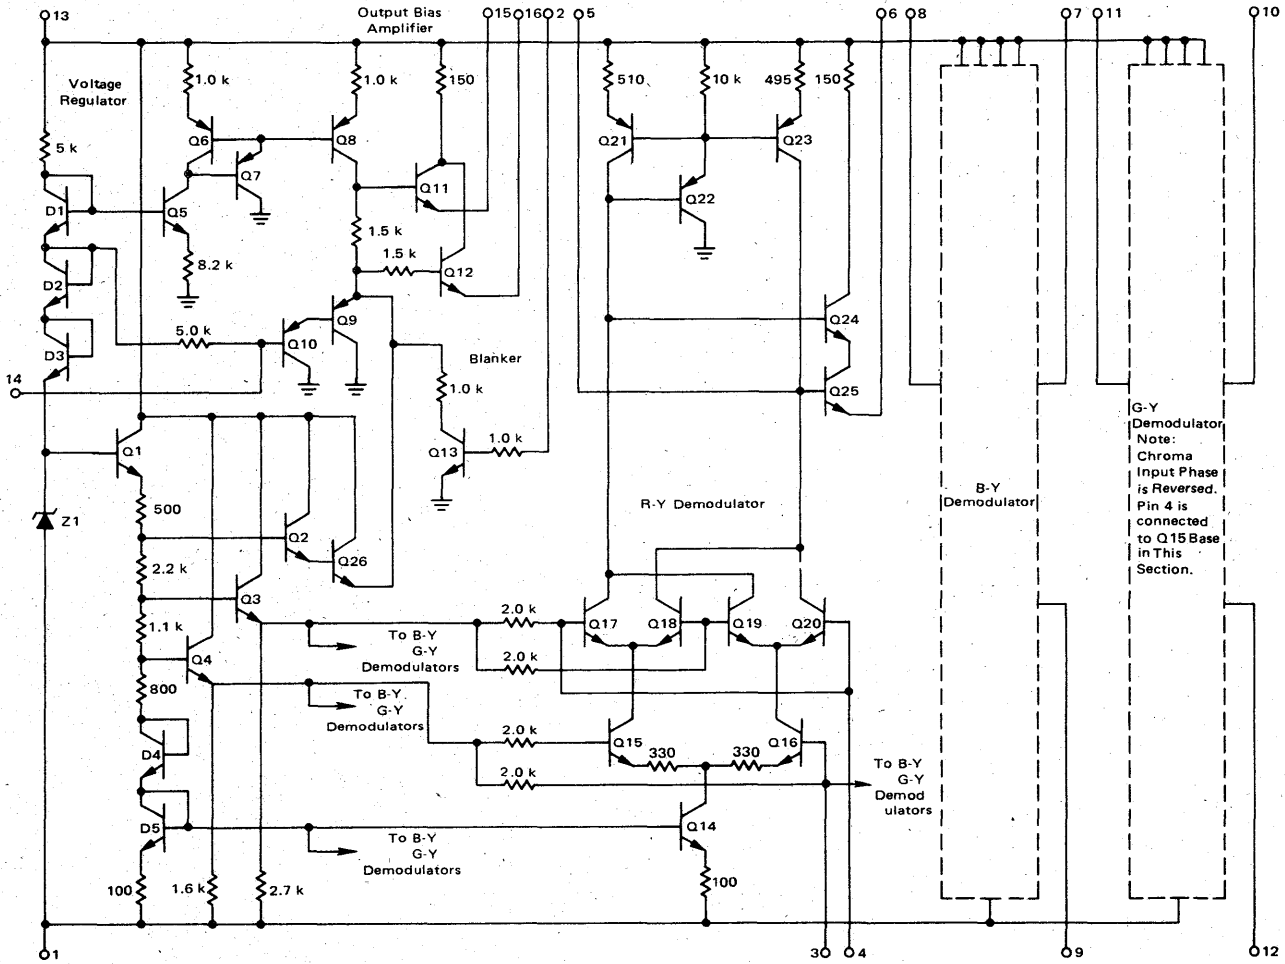 13
Output Bias
Amplifier
15
16
2
5
6
8
7
11
10
Voltage
Regulator
1.0 k
1.0 k
150
510
10 k
495
150
5 k
Q6
Q8
Q21
Q23
Q7
Q11
Q22
D1
Q5
1.5 k
1.5 k
8.2 k
Q12
D2
Q9
Q24
5.0 k
Q10
D3
Blanker
14
1.0 k
Q25
G-Y
Demodulator
Note:
Chroma
Input Phase
is Reversed.
Pin 4 is
connected
to Q15 Base
in This
Section.
Q1
Q13
1.0 k
B-Y
Demodulator
500
R-Y Demodulator
Z1
Q2
Q26
2.2 k
Q3
2.0 k
Q17
Q18
Q19
Q20
1.1 k
To B-Y
G-Y
Demodulators
2.0 k
Q4
800
To B-Y
G-Y
Demodulators
2.0 k
Q15
330
330
Q16
D4
2.0 k
To B-Y
G-Y
Demod
ulators
D5
Q14
To B-Y
G-Y
Demodulators
100
1.6 k
2.7 k
100
1
3
4
9
12